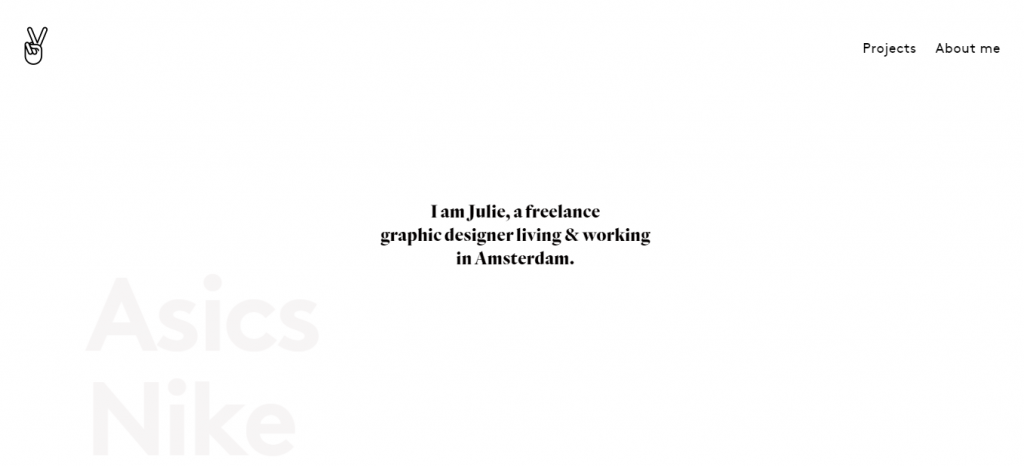 Projects About me
I am Julie, a freelance
graphic designer living & working
in Amsterdam.
Asics
Nike